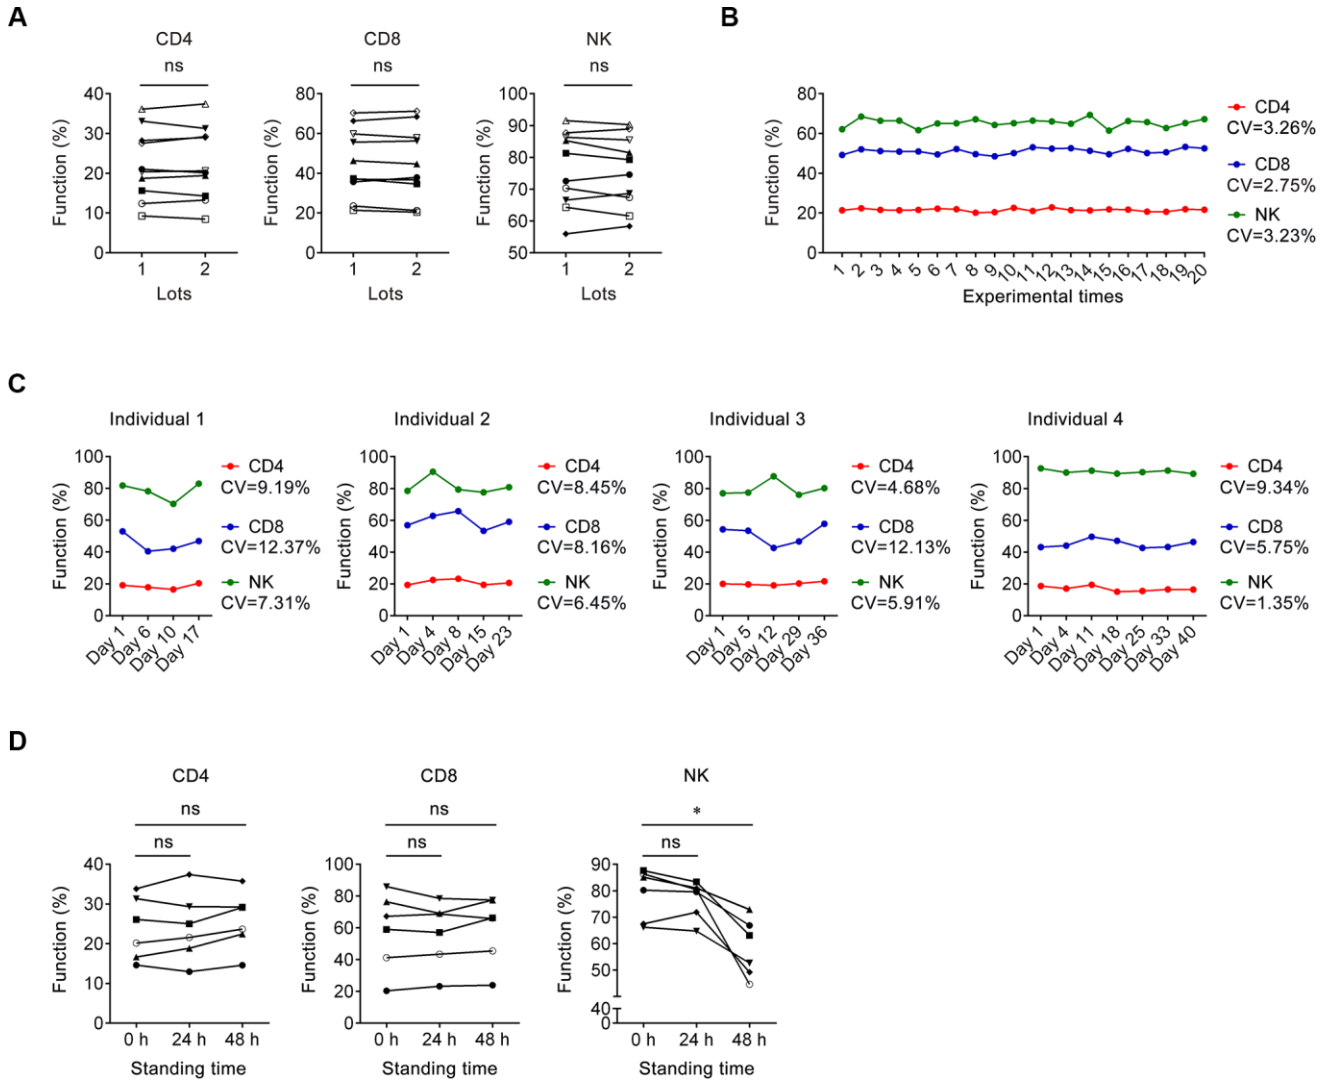 A
CD4
ns
Function (%)
40
30
20
10
0
1 2
Lots
CD8
ns
Function (%)
80
60
40
20
0
1 2
Lots
NK
ns
Function (%)
100
90
80
70
60
50
1 2
Lots
B
Function (%)
80
60
40
20
0
1 2 3 4 5 6 7 8 9 10 11 12 13 14 15 16 17 18 19 20
Experimental times
CD4
CV=3.26%
CD8
CV=2.75%
NK
CV=3.23%
C
Individual 1
Function (%)
100
80
60
40
20
0
Day 1 Day 6 Day 10 Day 17
CD4
CV=9.19%
CD8
CV=12.37%
NK
CV=7.31%
Individual 2
Function (%)
100
80
60
40
20
0
Day 1 Day 4 Day 8 Day 15 Day 23
CD4
CV=8.45%
CD8
CV=8.16%
NK
CV=6.45%
Individual 3
Function (%)
100
80
60
40
20
0
Day 1 Day 5 Day 12 Day 29 Day 36
CD4
CV=4.68%
CD8
CV=12.13%
NK
CV=5.91%
Individual 4
Function (%)
100
80
60
40
20
0
Day 1 Day 4 Day 11 Day 18 Day 25 Day 33 Day 40
CD4
CV=9.34%
CD8
CV=5.75%
NK
CV=1.35%
D
CD4
ns
ns
Function (%)
40
30
20
10
0
0 h 24 h 48 h
Standing time
CD8
ns
ns
Function (%)
100
80
60
40
20
0
0 h 24 h 48 h
Standing time
NK
*
ns
Function (%)
90
80
70
60
50
40
0
0 h 24 h 48 h
Standing time